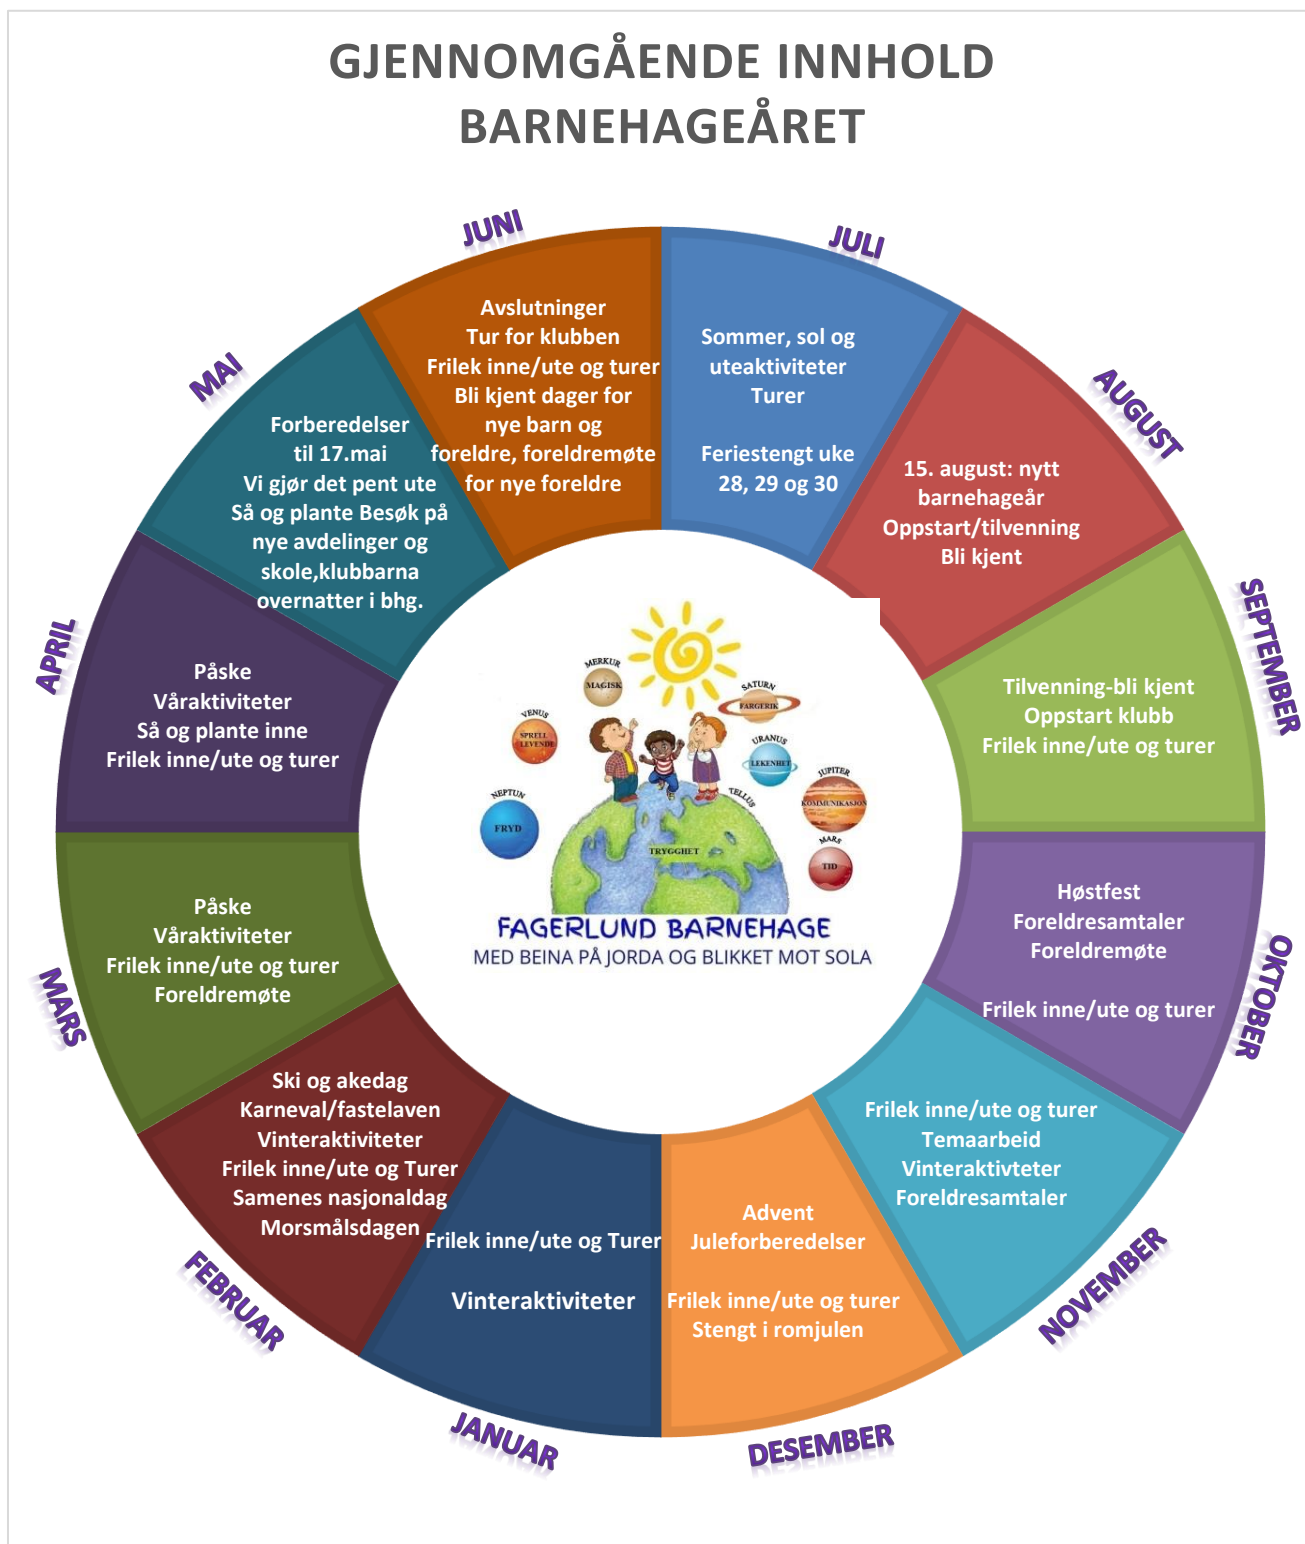 GJENNOMGÅENDE INNHOLD
BARNEHAGEÅRET
JULI
Sommer, sol og
uteaktiviteter
Turer
Feriestengt uke
28, 29 og 30
AUGUST
15. august: nytt
barnehageår
Oppstart/tilvenning
Bli kjent
SEPTEMBER
Tilvenning-bli kjent
Oppstart klubb
Frilek inne/ute og turer
OKTOBER
Høstfest
Foreldresamtaler
Foreldremøte
Frilek inne/ute og turer
NOVEMBER
Frilek inne/ute og turer
Temaarbeid
Vinteraktivteter
Foreldresamtaler
DESEMBER
Advent
Juleforberedelser
Frilek inne/ute og turer
Stengt i romjulen
JANUAR
Frilek inne/ute og Turer
Vinteraktiviteter
FEBRUAR
Ski og akedag
Karneval/fastelaven
Vinteraktiviteter
Frilek inne/ute og Turer
Samenes nasjonaldag
Morsmålsdagen
MARS
Påske
Våraktiviteter
Frilek inne/ute og turer
Foreldremøte
APRIL
Påske
Våraktiviteter
Så og plante inne
Frilek inne/ute og turer
MAI
Forberedelser
til 17.mai
Vi gjør det pent ute
Så og plante Besøk på
nye avdelinger og
skole,klubbarna
overnatter i bhg.
JUNI
Avslutninger
Tur for klubben
Frilek inne/ute og turer
Bli kjent dager for
nye barn og
foreldre, foreldremøte
for nye foreldre
MERKUR
MAGISK
SATURN
FARGERIK
VENUS
SPRELL
LEVENDE
URANUS
LEKENHET
JUPITER
KOMMUNIKASJON
NEPTUN
FRYD
TELLUS
TRYGGHET
MARS
TID
FAGERLUND BARNEHAGE
MED BEINA PÅ JORDA OG BLIKKET MOT SOLA